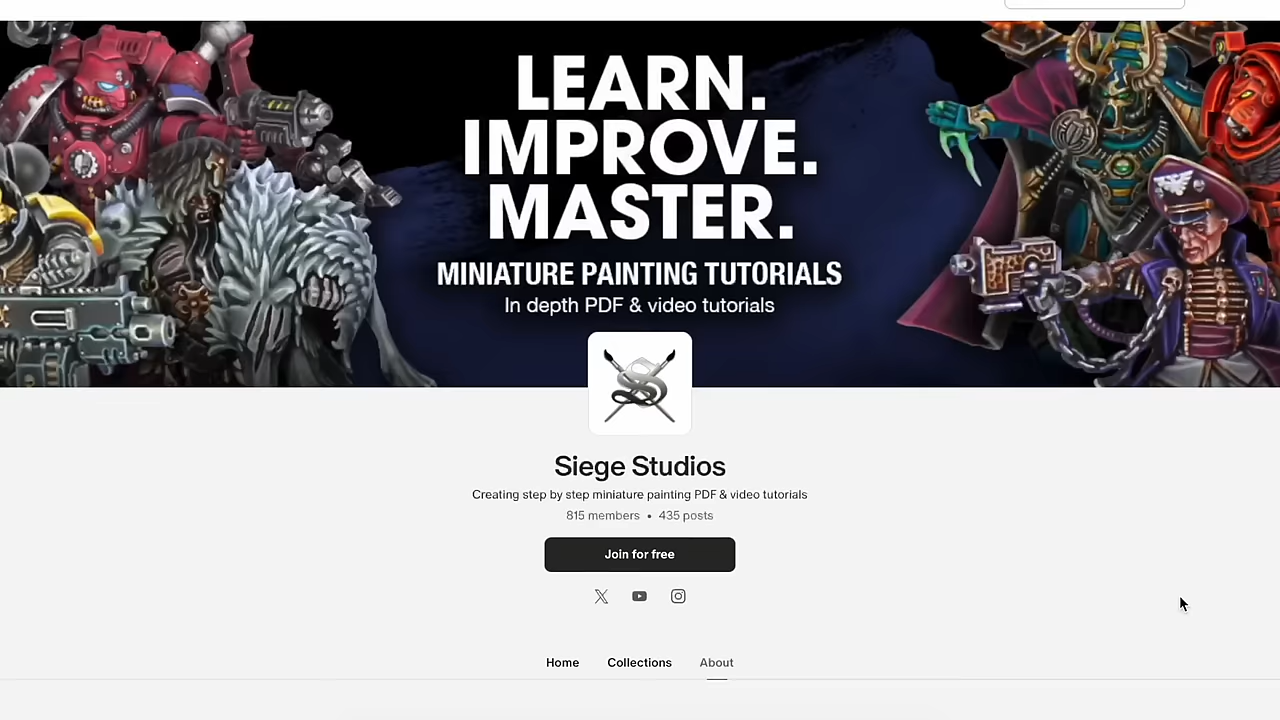 LEARN.
IMPROVE.
MASTER.
MINIATURE PAINTING TUTORIALS
In depth PDF & video tutorials
Siege Studios
Creating step by step miniature painting PDF & video tutorials
815 members • 435 posts
Join for free
Home Collections About